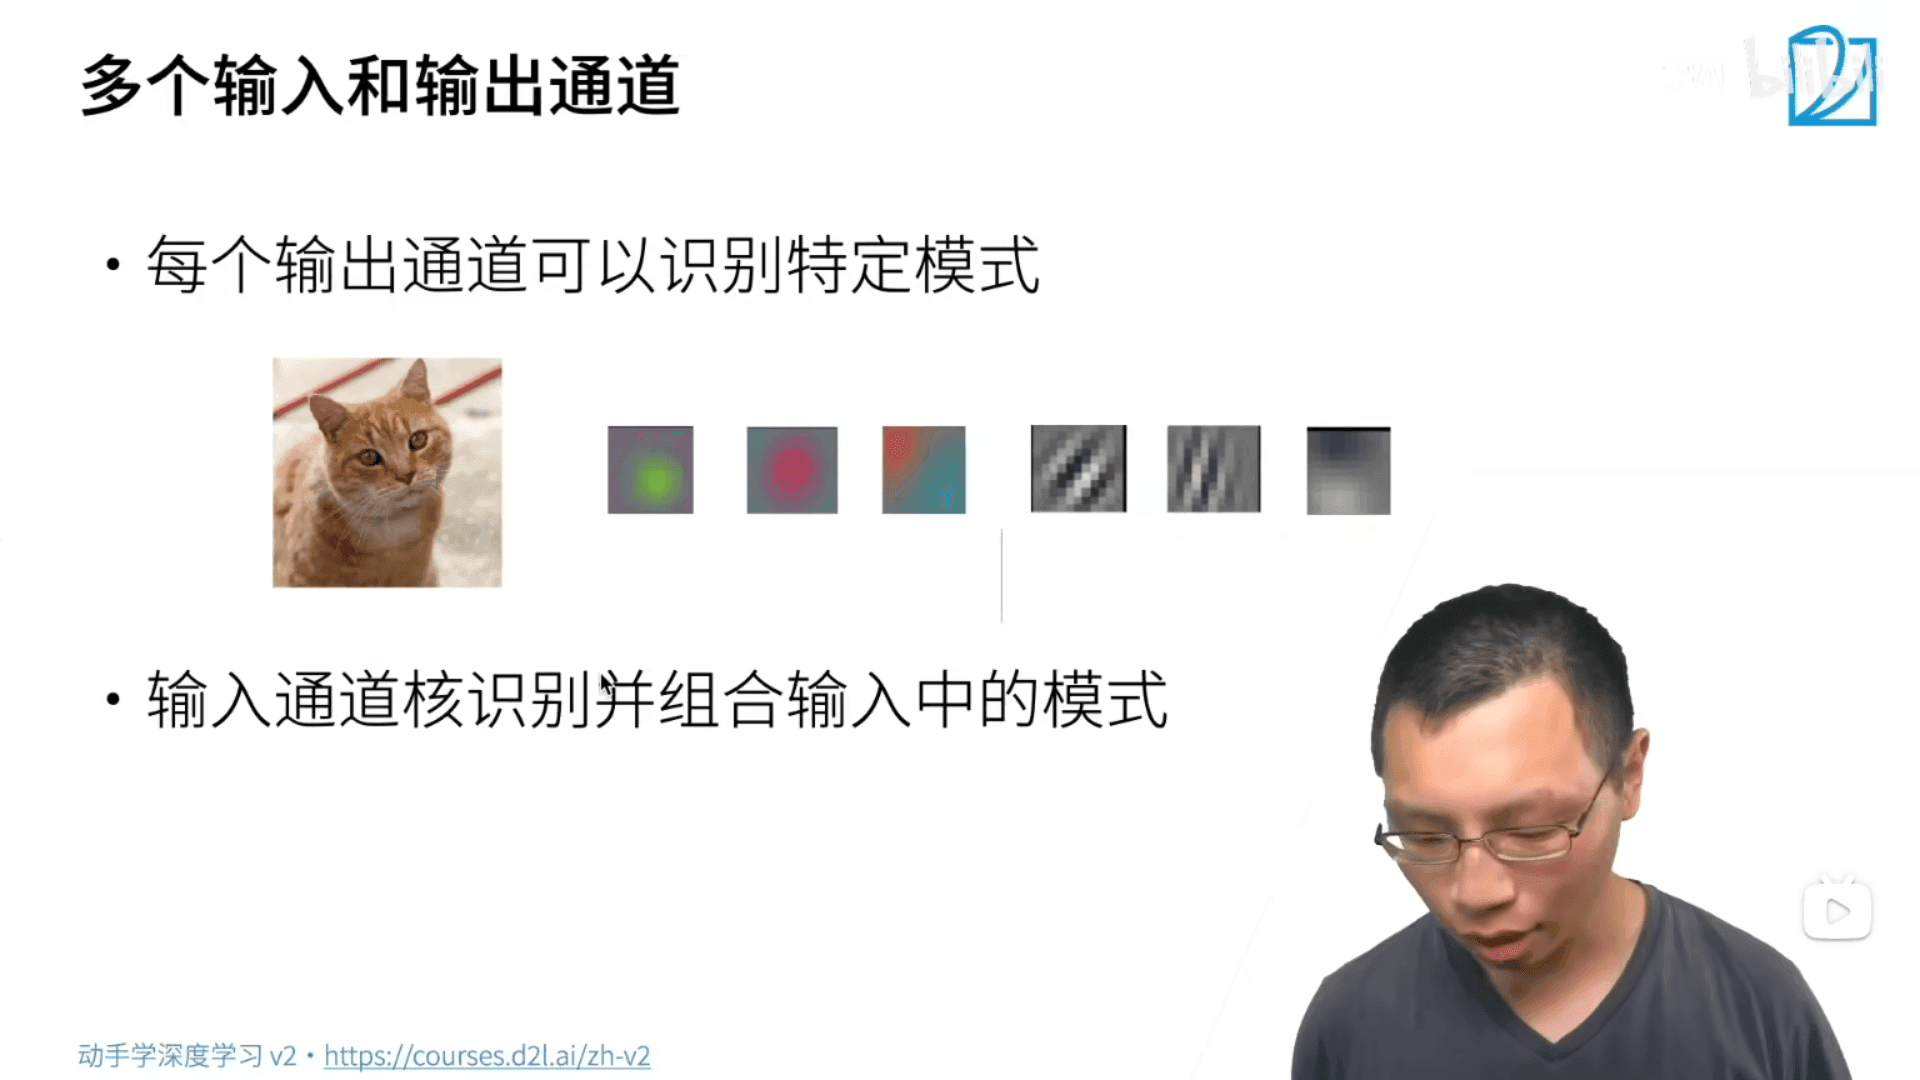 多个输入和输出通道
bilibili
• 每个输出通道可以识别特定模式
• 输入通道核识别并组合输入中的模式
动手学深度学习 v2 • https://courses.d2l.ai/zh-v2